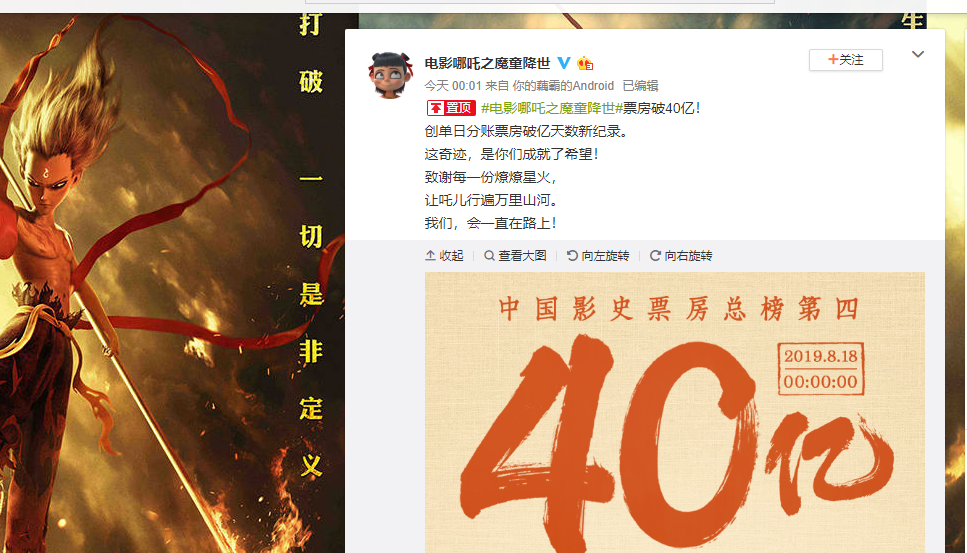 打破一切是非定义
生
电影哪吒之魔童降世
关注
今天 00:01 来自 你的藕霸的Android 已编辑
置顶 #电影哪吒之魔童降世#票房破40亿!
创单日分账票房破亿天数新纪录。
这奇迹，是你们成就了希望!
致谢每一份燎燎星火，
让吒儿行遍万里山河。
我们，会一直在路上!
收起 查看大图 向左旋转 向右旋转
中国影史票房总榜第四
40亿
2019.8.18
00:00:00